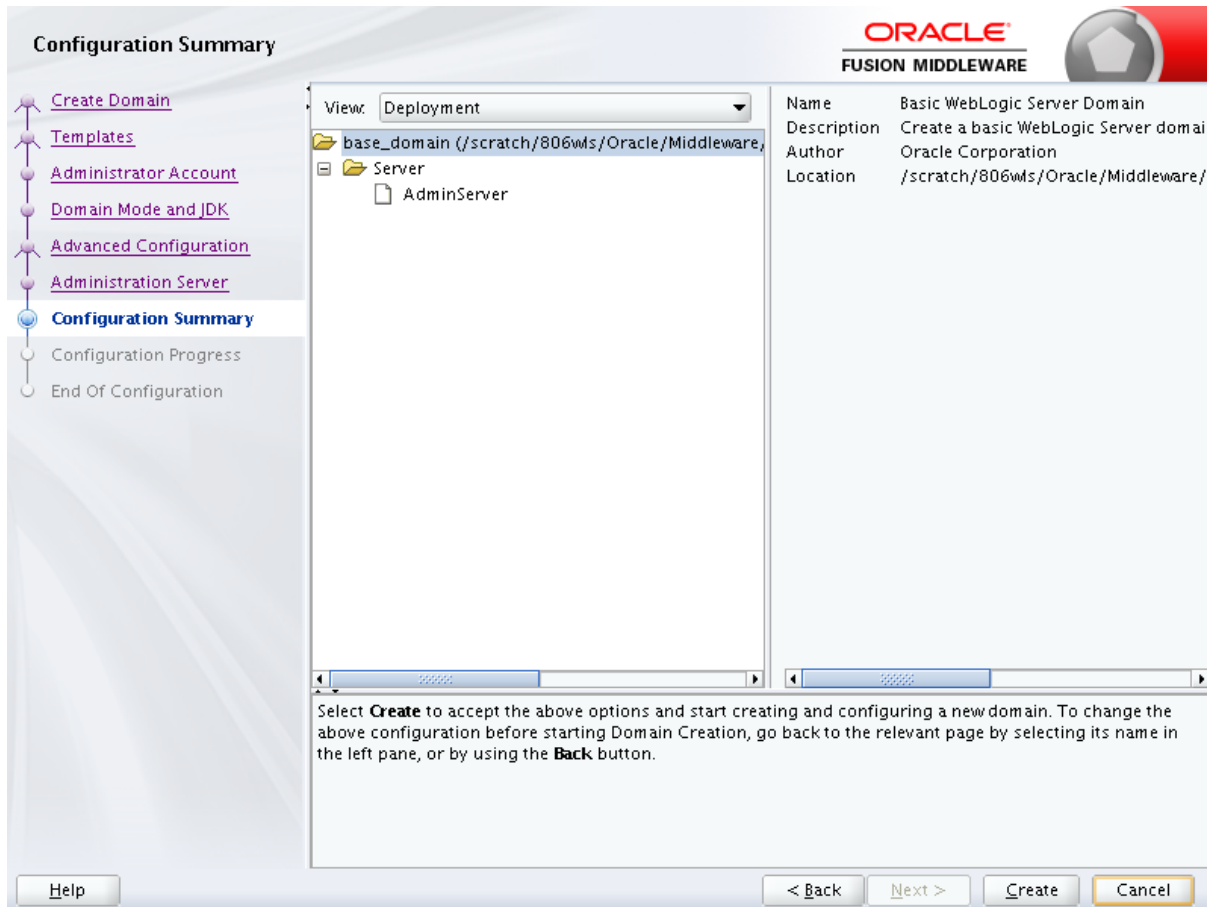 Configuration Summary
ORACLE
FUSION MIDDLEWARE
Create Domain
Templates
Administrator Account
Domain Mode and JDK
Advanced Configuration
Administration Server
Configuration Summary
Configuration Progress
End Of Configuration
View: Deployment
base_domain (/scratch/806wls/Oracle/Middleware,
Server
AdminServer
Name Basic WebLogic Server Domain
Description Create a basic WebLogic Server domai
Author Oracle Corporation
Location /scratch/806wls/Oracle/Middleware/
Select Create to accept the above options and start creating and configuring a new domain. To change the
above configuration before starting Domain Creation, go back to the relevant page by selecting its name in
the left pane, or by using the Back button.
Help
< Back
Next >
Create
Cancel